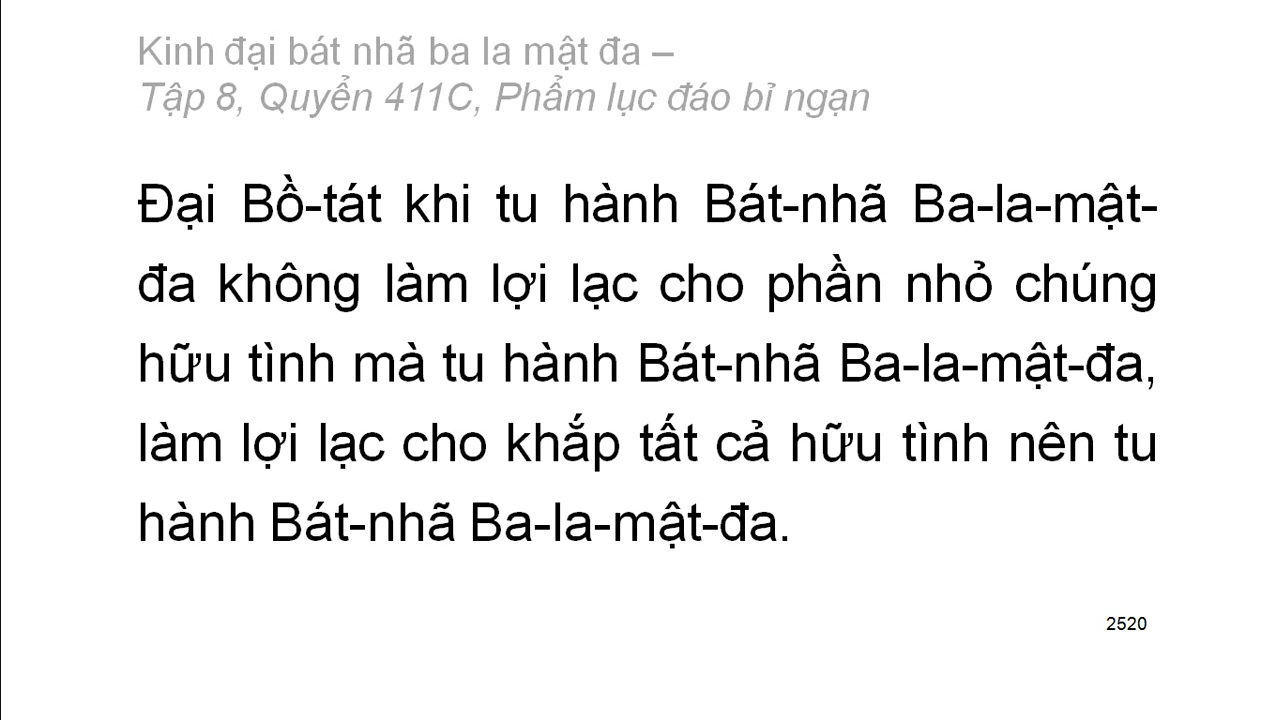 Kinh đại bát nhã ba la mật đa –
Tập 8, Quyển 411C, Phẩm lục đáo bỉ ngạn
Đại Bồ-tát khi tu hành Bát-nhã Ba-la-mật-
đa không làm lợi lạc cho phần nhỏ chúng
hữu tình mà tu hành Bát-nhã Ba-la-mật-đa,
làm lợi lạc cho khắp tất cả hữu tình nên tu
hành Bát-nhã Ba-la-mật-đa.
2520